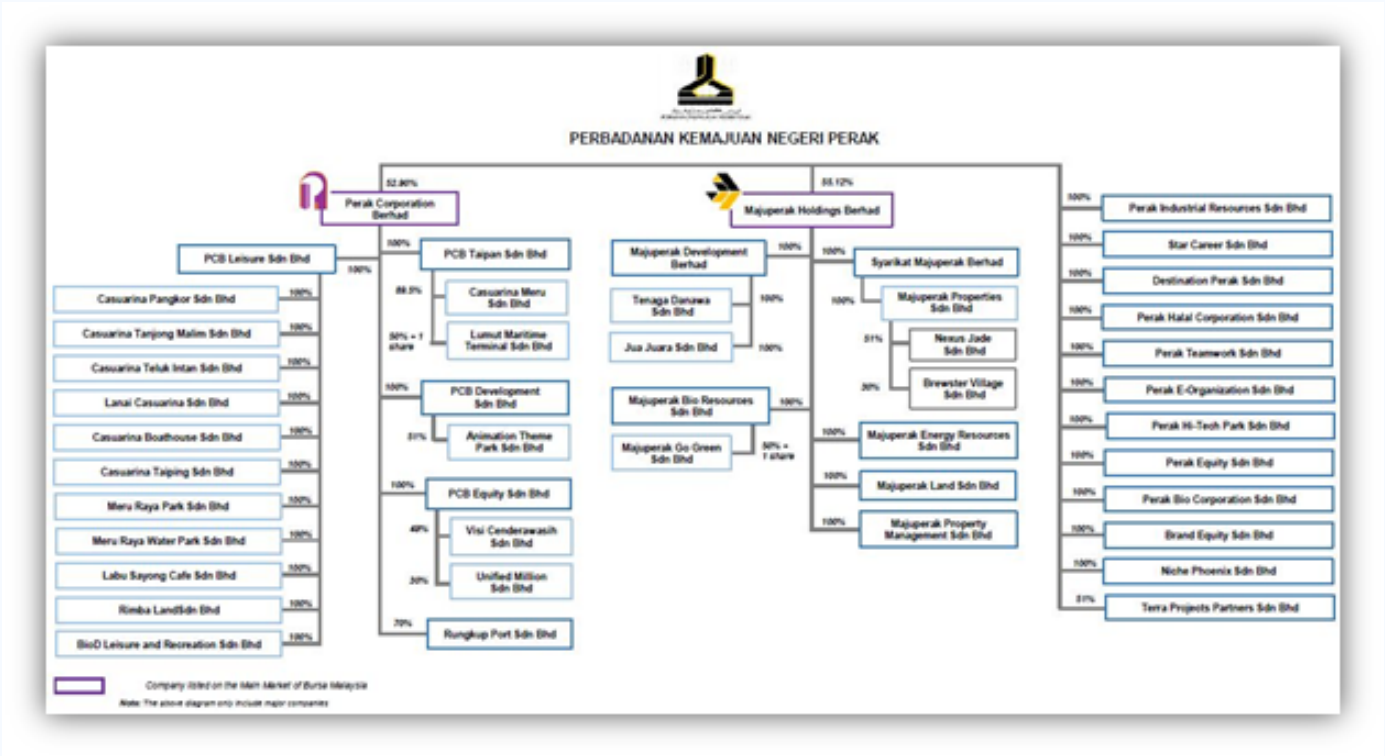 PERBADANAN KEMAJUAN NEGERI PERAK
52.90%
Perak Corporation
Berhad
55.12%
Majuperak Holdings Berhad
PCB Leisure Sdn Bhd
100%
Casuarina Pangkor Sdn Bhd
100%
Casuarina Tanjong Malim Sdn Bhd
100%
Casuarina Teluk Intan Sdn Bhd
100%
Lanai Casuarina Sdn Bhd
100%
Casuarina Boathouse Sdn Bhd
100%
Casuarina Taiping Sdn Bhd
100%
Meru Raya Park Sdn Bhd
100%
Meru Raya Water Park Sdn Bhd
100%
Labu Sayong Cafe Sdn Bhd
100%
Rimba LandSdn Bhd
100%
BioD Leisure and Recreation Sdn Bhd
100%
100%
PCB Taipan Sdn Bhd
Casuarina Meru
Sdn Bhd
50% + 1
share
Lumut Maritime
Terminal Sdn Bhd
100%
PCB Development
Sdn Bhd
51%
Animation Theme
Park Sdn Bhd
100%
PCB Equity Sdn Bhd
Visi Cenderawasih
Sdn Bhd
Unified Million
Sdn Bhd
70%
Rungkup Port Sdn Bhd
Majuperak Development
Berhad
100%
Tenaga Danawa
Sdn Bhd
100%
Jua Juara Sdn Bhd
100%
Majuperak Bio Resources
Sdn Bhd
100%
Majuperak Go Green
Sdn Bhd
50% +
1 share
100%
Syarikat Majuperak Berhad
100%
Majuperak Properties
Sdn Bhd
51%
Nexus Jade
Sdn Bhd
Brewster Village
Sdn Bhd
100%
Majuperak Energy Resources
Sdn Bhd
100%
Majuperak Land Sdn Bhd
100%
Majuperak Property
Management Sdn Bhd
100%
Perak Industrial Resources Sdn Bhd
100%
Star Career Sdn Bhd
100%
Destination Perak Sdn Bhd
100%
Perak Halal Corporation Sdn Bhd
100%
Perak Teamwork Sdn Bhd
100%
Perak E-Organization Sdn Bhd
100%
Perak Hi-Tech Park Sdn Bhd
100%
Perak Equity Sdn Bhd
100%
Perak Bio Corporation Sdn Bhd
100%
Brand Equity Sdn Bhd
100%
Niche Phoenix Sdn Bhd
51%
Terra Projects Partners Sdn Bhd
Company listed on the Main Market of Bursa Malaysia
Note: The above diagram only include major companies